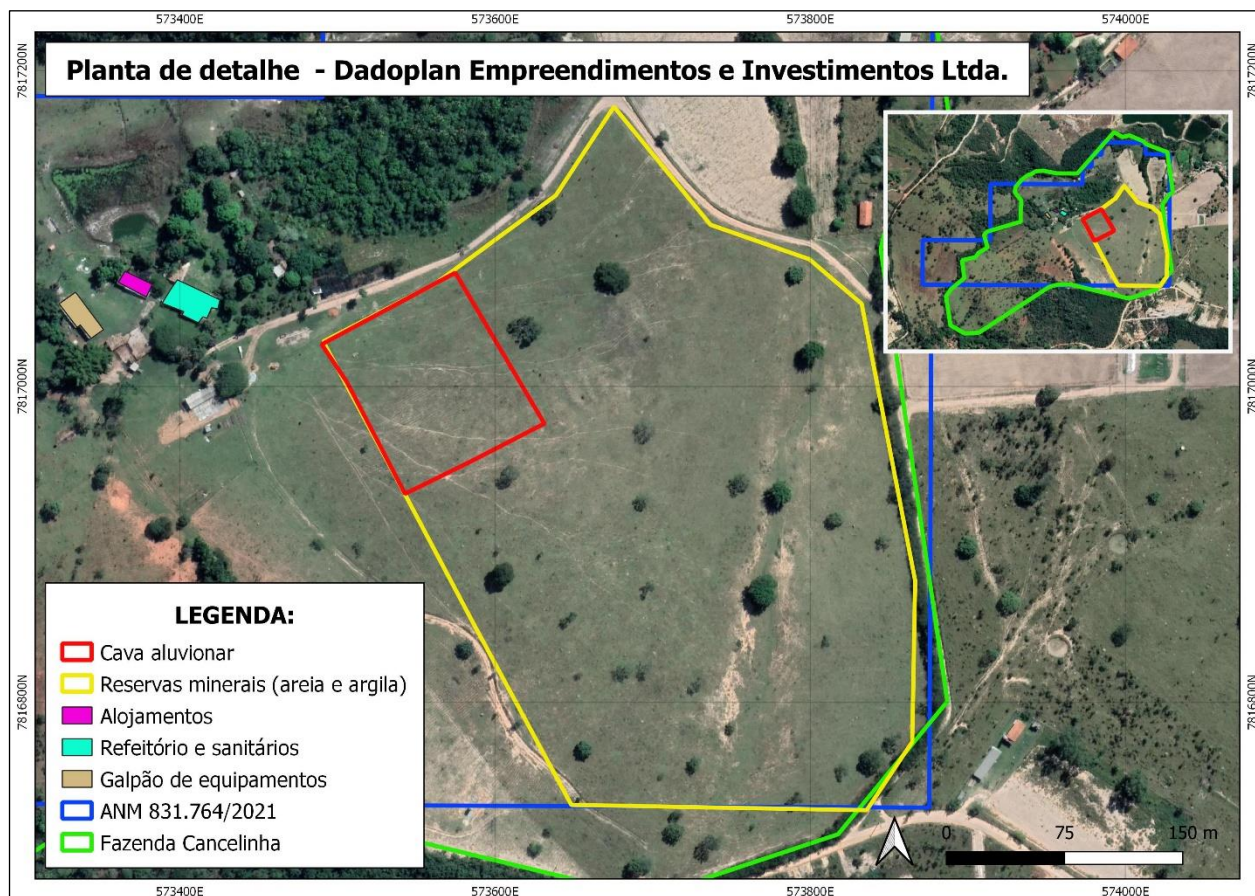 573400E 573600E 573800E 574000E
7817200N 7817200N
Planta de detalhe - Dadoplan Empreendimentos e Investimentos Ltda.
7817000N 7817000N
7816800N 7816800N
LEGENDA:
Cava aluvionar
Reservas minerais (areia e argila)
Alojamentos
Refeitório e sanitários
Galpão de equipamentos
ANM 831.764/2021
Fazenda Cancelinha
0 75 150 m
573400E 573600E 573800E 574000E